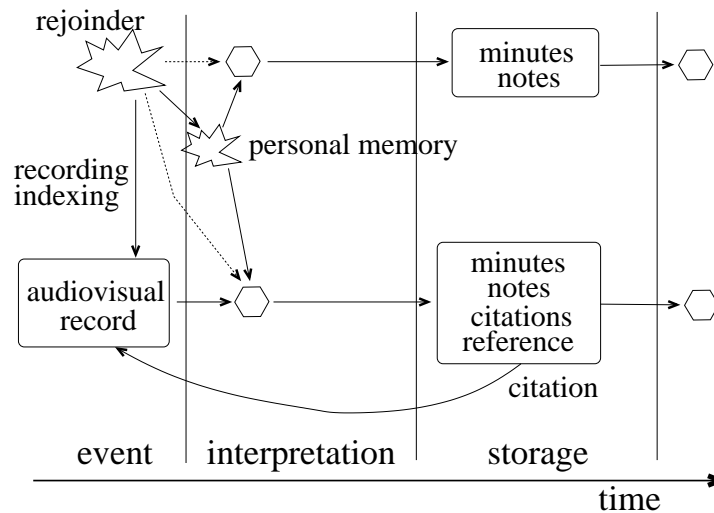 rejoinder
minutes
notes
personal memory
recording
indexing
audiovisual
record
minutes
notes
citations
reference
citation
event
interpretation
storage
time